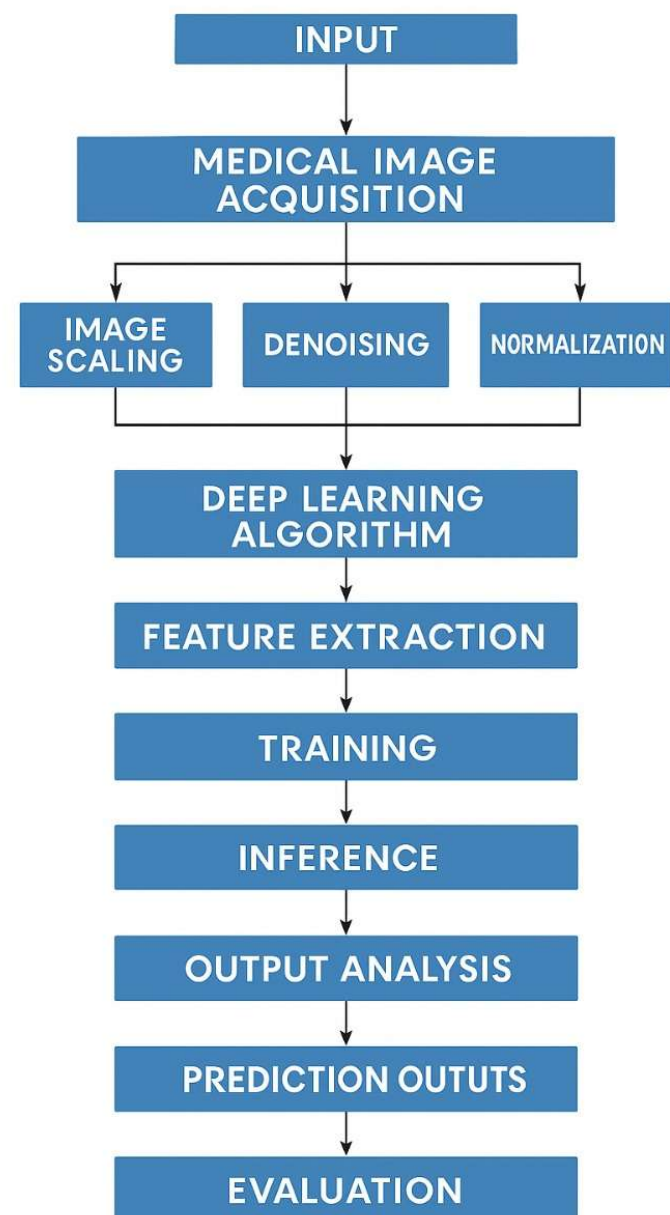 INPUT
MEDICAL IMAGE
ACQUISITION
IMAGE
SCALING
DENOISING
NORMALIZATION
DEEP LEARNING
ALGORITHM
FEATURE EXTRACTION
TRAINING
INFERENCE
OUTPUT ANALYSIS
PREDICTION OUTUTS
EVALUATION